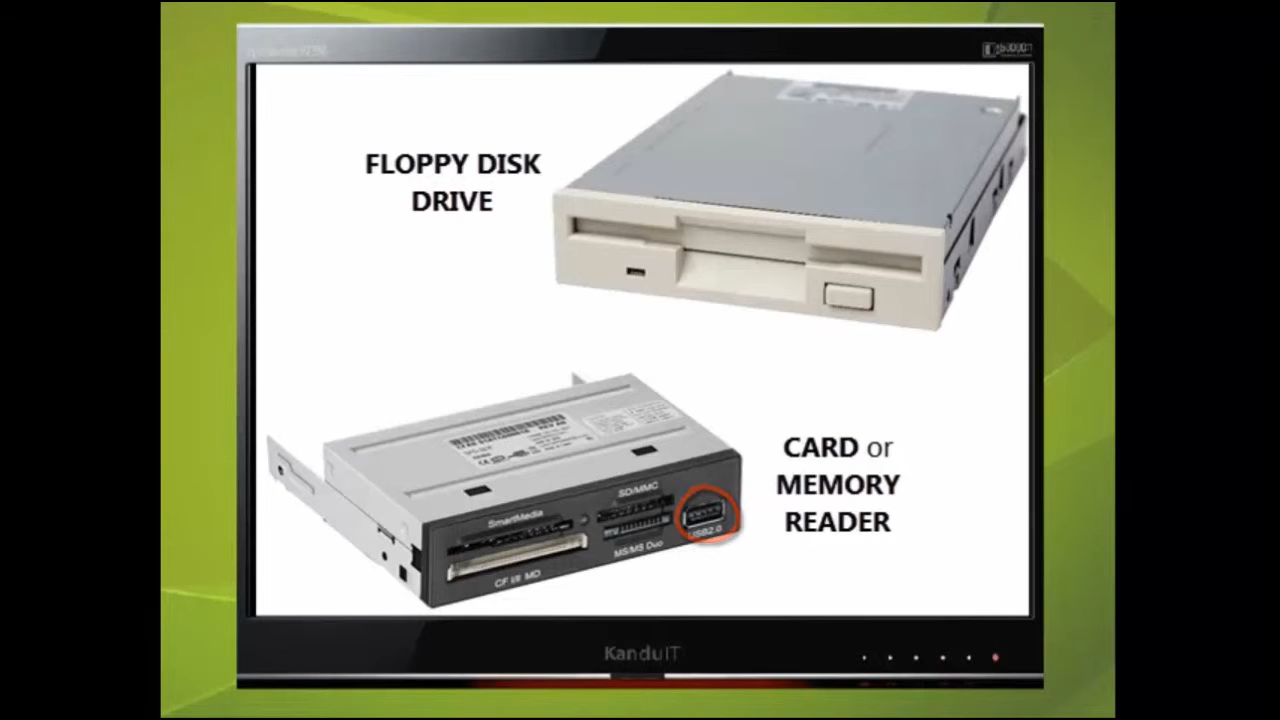 FLOPPY DISK
DRIVE
CARD or
MEMORY
READER
SD/MMC
SmartMedia
USB2.0
MS/MS Duo
CF I/II MD
KanduIT